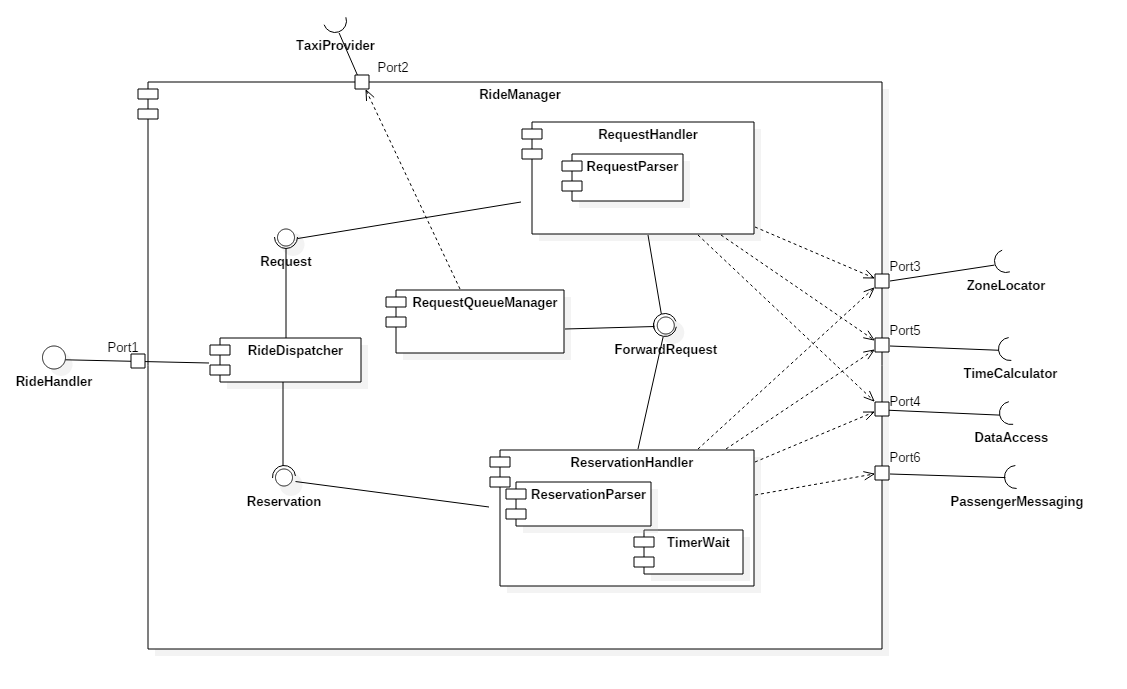 TaxiProvider
Port2
RideManager
RequestHandler
RequestParser
Request
Port3
ZoneLocator
RequestQueueManager
Port5
ForwardRequest
Port1
RideDispatcher
RideHandler
TimeCalculator
Port4
DataAccess
Port6
ReservationHandler
ReservationParser
Reservation
PassengerMessaging
TimerWait